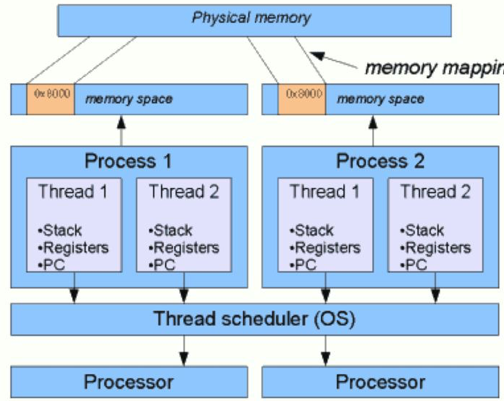 Physical memory
memory mappin
0x8000 memory space
0x8000 memory space
Process 1
Process 2
Thread 1
•Stack
•Registers
•PC
Thread 2
•Stack
•Registers
•PC
Thread 1
•Stack
•Registers
•PC
Thread 2
•Stack
•Registers
•PC
Thread scheduler (OS)
Processor
Processor